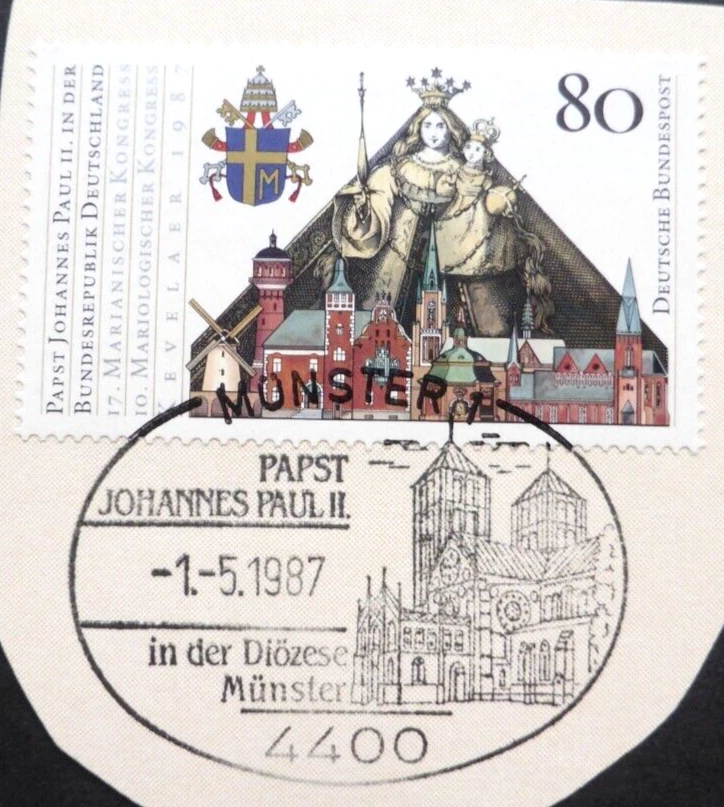 PAPST JOHANNES PAUL II. IN DER
BUNDESREPUBLIK DEUTSCHLAND
17. MARIANISCHER KONGRESS
10. MARIOLOGISCHER KONGRESS
KEVELAER 1987
M
80
DEUTSCHE BUNDESPOST
MÜNSTER 1
PAPST
JOHANNES PAUL II.
-1.-5.1987
in der Diözese
Münster
4400